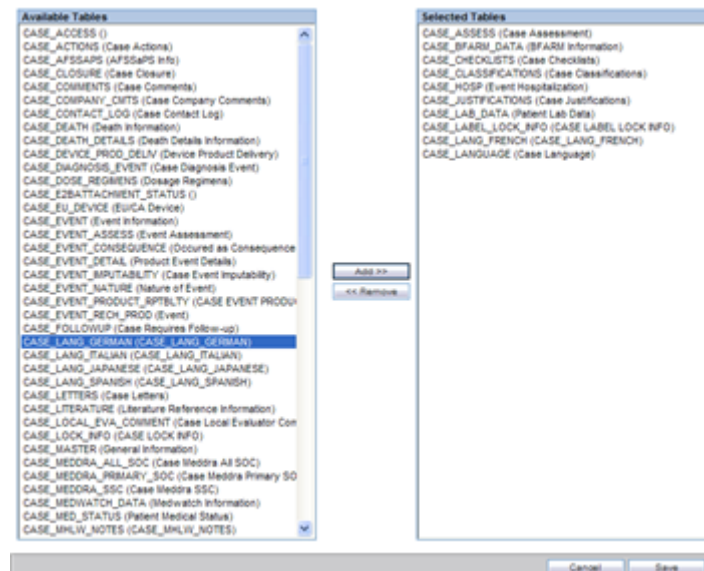 Available Tables
CASE_ACCESS ()
CASE_ACTIONS (Case Actions)
CASE_AFSSAPS (AFSSaPS Info)
CASE_CLOSURE (Case Closure)
CASE_COMMENTS (Case Comments)
CASE_COMPANY_CMTS (Case Company Comments)
CASE_CONTACT_LOG (Case Contact Log)
CASE_DEATH (Death Information)
CASE_DEATH_DETAILS (Death Details Information)
CASE_DEVICE_PROD_DELIV (Device Product Delivery)
CASE_DIAGNOSIS_EVENT (Case Diagnosis Event)
CASE_DOSE_REGIMENS (Dosage Regimens)
CASE_E2BATTACHMENT_STATUS ()
CASE_EU_DEVICE (EU/CA Device)
CASE_EVENT (Event Information)
CASE_EVENT_ASSESS (Event Assessment)
CASE_EVENT_CONSEQUENCE (Occured as Consequence
CASE_EVENT_DETAIL (Product Event Details)
CASE_EVENT_IMPUTABILITY (Case Event Imputability)
CASE_EVENT_NATURE (Nature of Event)
CASE_EVENT_PRODUCT_RPTBLTY (CASE EVENT PRODU
CASE_EVENT_RECH_PROD (Event)
CASE_FOLLOWUP (Case Requires Follow-up)
CASE_LANG_GERMAN (CASE_LANG_GERMAN)
CASE_LANG_ITALIAN (CASE_LANG_ITALIAN)
CASE_LANG_JAPANESE (CASE_LANG_JAPANESE)
CASE_LANG_SPANISH (CASE_LANG_SPANISH)
CASE_LETTERS (Case Letters)
CASE_LITERATURE (Literature Reference Information)
CASE_LOCAL_EVA_COMMENT (Case Local Evaluator Com
CASE_LOCK_INFO (CASE LOCK INFO)
CASE_MASTER (General Information)
CASE_MEDDRA_ALL_SOC (Case Meddra All SOC)
CASE_MEDDRA_PRIMARY_SOC (Case Meddra Primary SO
CASE_MEDDRA_SSC (Case Meddra SSC)
CASE_MEDWATCH_DATA (Medwatch Information)
CASE_MED_STATUS (Patient Medical Status)
CASE_MHLW_NOTES (CASE_MHLW_NOTES)
Add >>
<< Remove
Selected Tables
CASE_ASSESS (Case Assessment)
CASE_BFARM_DATA (BFARM Information)
CASE_CHECKLISTS (Case Checklists)
CASE_CLASSIFICATIONS (Case Classifications)
CASE_HOSP (Event Hospitalization)
CASE_JUSTIFICATIONS (Case Justifications)
CASE_LAB_DATA (Patient Lab Data)
CASE_LABEL_LOCK_INFO (CASE LABEL LOCK INFO)
CASE_LANG_FRENCH (CASE_LANG_FRENCH)
CASE_LANGUAGE (Case Language)
Cancel
Save